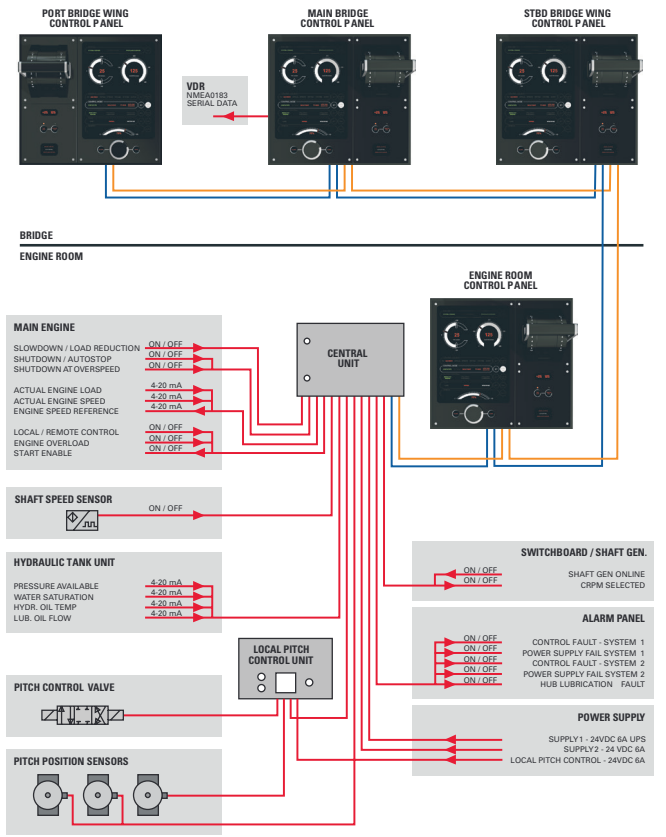 PORT BRIDGE WING
CONTROL PANEL
MAIN BRIDGE
CONTROL PANEL
STBD BRIDGE WING
CONTROL PANEL
VDR
NMEA0183
SERIAL DATA
BRIDGE
ENGINE ROOM
ENGINE ROOM
CONTROL PANEL
MAIN ENGINE
SLOWDOWN / LOAD REDUCTION ON / OFF
SHUTDOWN / AUTOSTOP ON / OFF
SHUTDOWN AT OVERSPEED ON / OFF
ACTUAL ENGINE LOAD 4-20 mA
ACTUAL ENGINE SPEED 4-20 mA
ENGINE SPEED REFERENCE 4-20 mA
LOCAL / REMOTE CONTROL ON / OFF
ENGINE OVERLOAD ON / OFF
START ENABLE ON / OFF
CENTRAL
UNIT
SHAFT SPEED SENSOR
ON / OFF
HYDRAULIC TANK UNIT
PRESSURE AVAILABLE 4-20 mA
WATER SATURATION 4-20 mA
HYDR. OIL TEMP 4-20 mA
LUB. OIL FLOW 4-20 mA
SWITCHBOARD / SHAFT GEN.
ON / OFF SHAFT GEN ONLINE
ON / OFF CRPM SELECTED
ALARM PANEL
ON / OFF CONTROL FAULT - SYSTEM 1
ON / OFF POWER SUPPLY FAIL SYSTEM 1
ON / OFF CONTROL FAULT - SYSTEM 2
ON / OFF POWER SUPPLY FAIL SYSTEM 2
ON / OFF HUB LUBRICATION FAULT
LOCAL PITCH
CONTROL UNIT
PITCH CONTROL VALVE
POWER SUPPLY
SUPPLY 1 - 24VDC 6A UPS
SUPPLY 2 - 24 VDC 6A
LOCAL PITCH CONTROL - 24VDC 6A
PITCH POSITION SENSORS